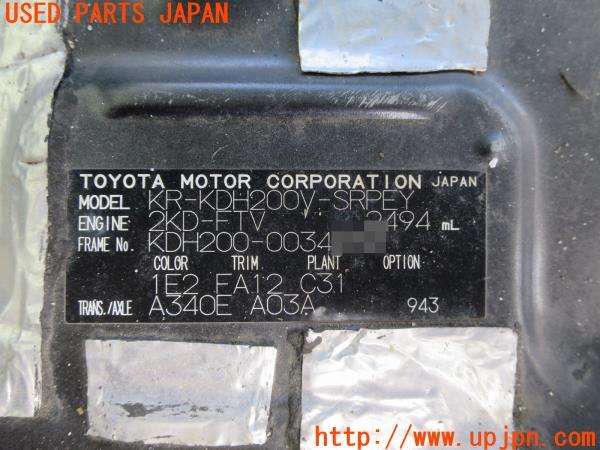 USED PARTS JAPAN
TOYOTA MOTOR CORPORATION JAPAN
MODEL KR-KDH200V-SRPEY
ENGINE 2KD-FTV 2494 mL
FRAME No. KDH200-0034
COLOR TRIM PLANT OPTION
1E2 FA12 C31
TRANS./AXLE A340E A03A 943
http://www.upjpn.com/